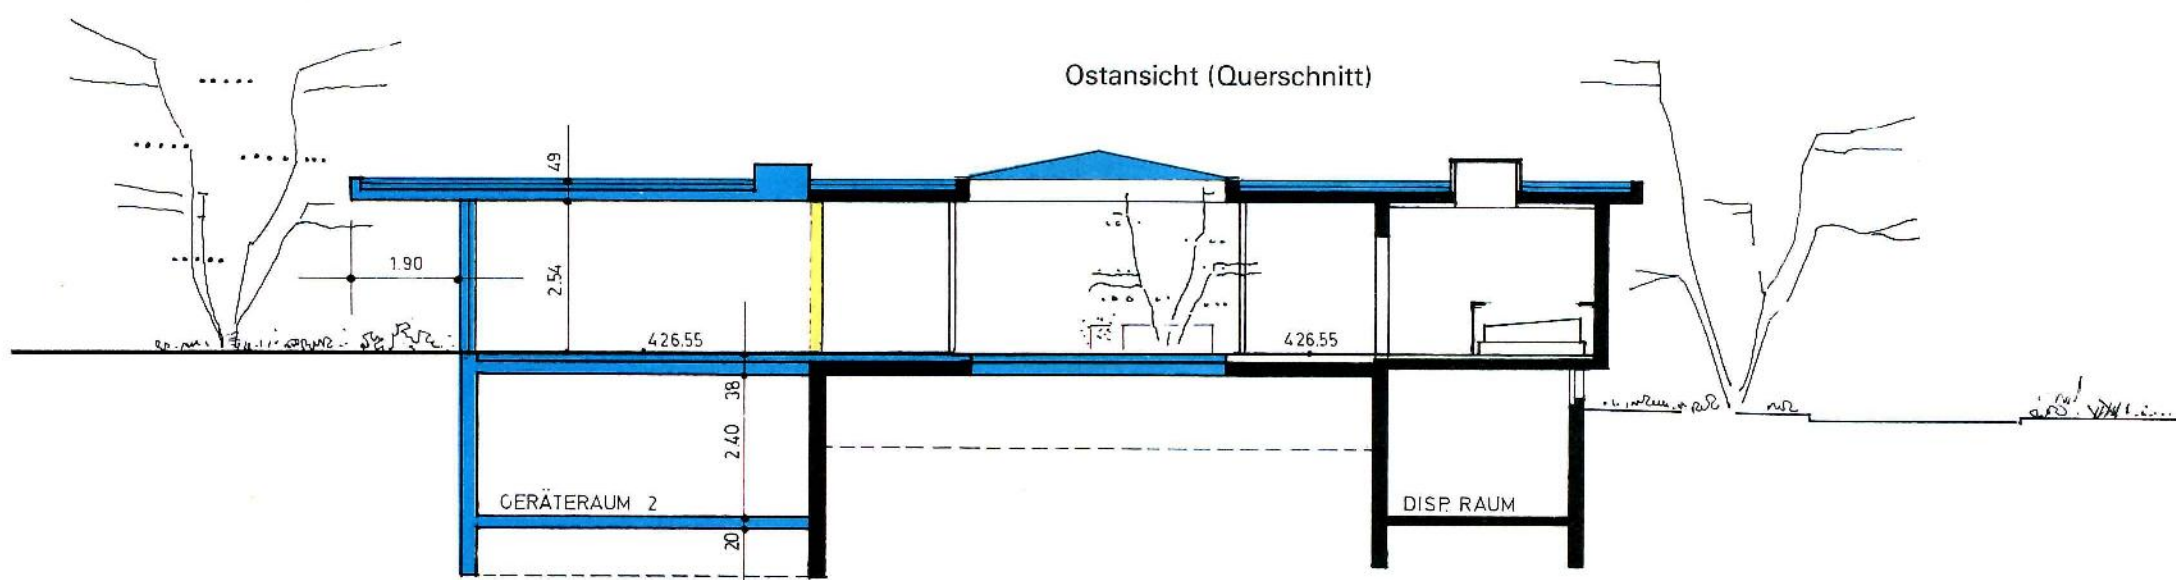 Ostansicht (Querschnitt)
49
1.90
2.54
426.55
426.55
38
2.40
GERÄTERAUM 2
DISP. RAUM
20